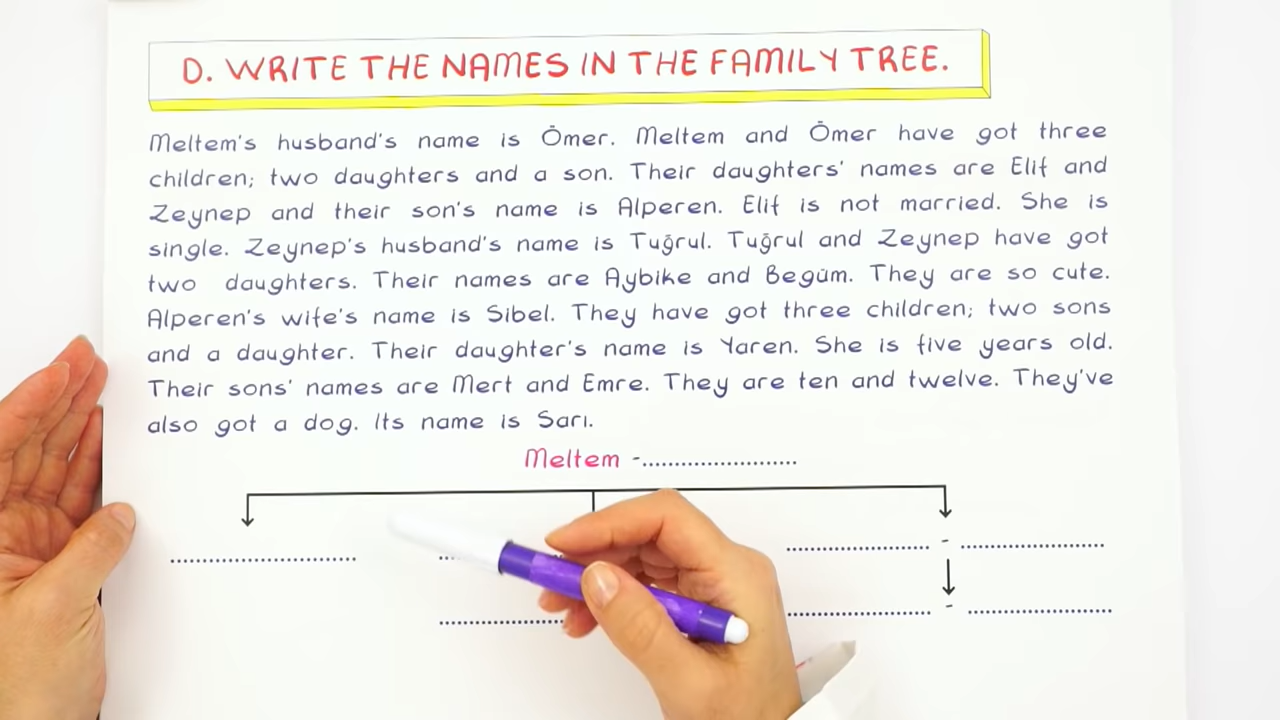 D. WRITE THE NAMES IN THE FAMILY TREE.
Meltem's husband's name is Ömer. Meltem and Ömer have got three
children; two daughters and a son. Their daughters' names are Elif and
Zeynep and their son's name is Alperen. Elif is not married. She is
single. Zeynep's husband's name is Tuğrul. Tuğrul and Zeynep have got
two daughters. Their names are Aybike and Begüm. They are so cute.
Alperen's wife's name is Sibel. They have got three children; two sons
and a daughter. Their daughter's name is Yaren. She is five years old.
Their sons' names are Mert and Emre. They are ten and twelve. They've
also got a dog. Its name is Sarı.
Meltem -........................